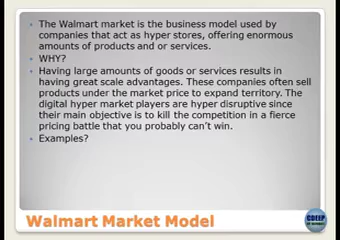 • The Walmart market is the business model used by
companies that act as hyper stores, offering enormous
amounts of products and or services.
• WHY?
• Having large amounts of goods or services results in
having great scale advantages. These companies often sell
products under the market price to expand territory. The
digital hyper market players are hyper disruptive since
their main objective is to kill the competition in a fierce
pricing battle that you probably can't win.
• Examples?
Walmart Market Model
CDEEP